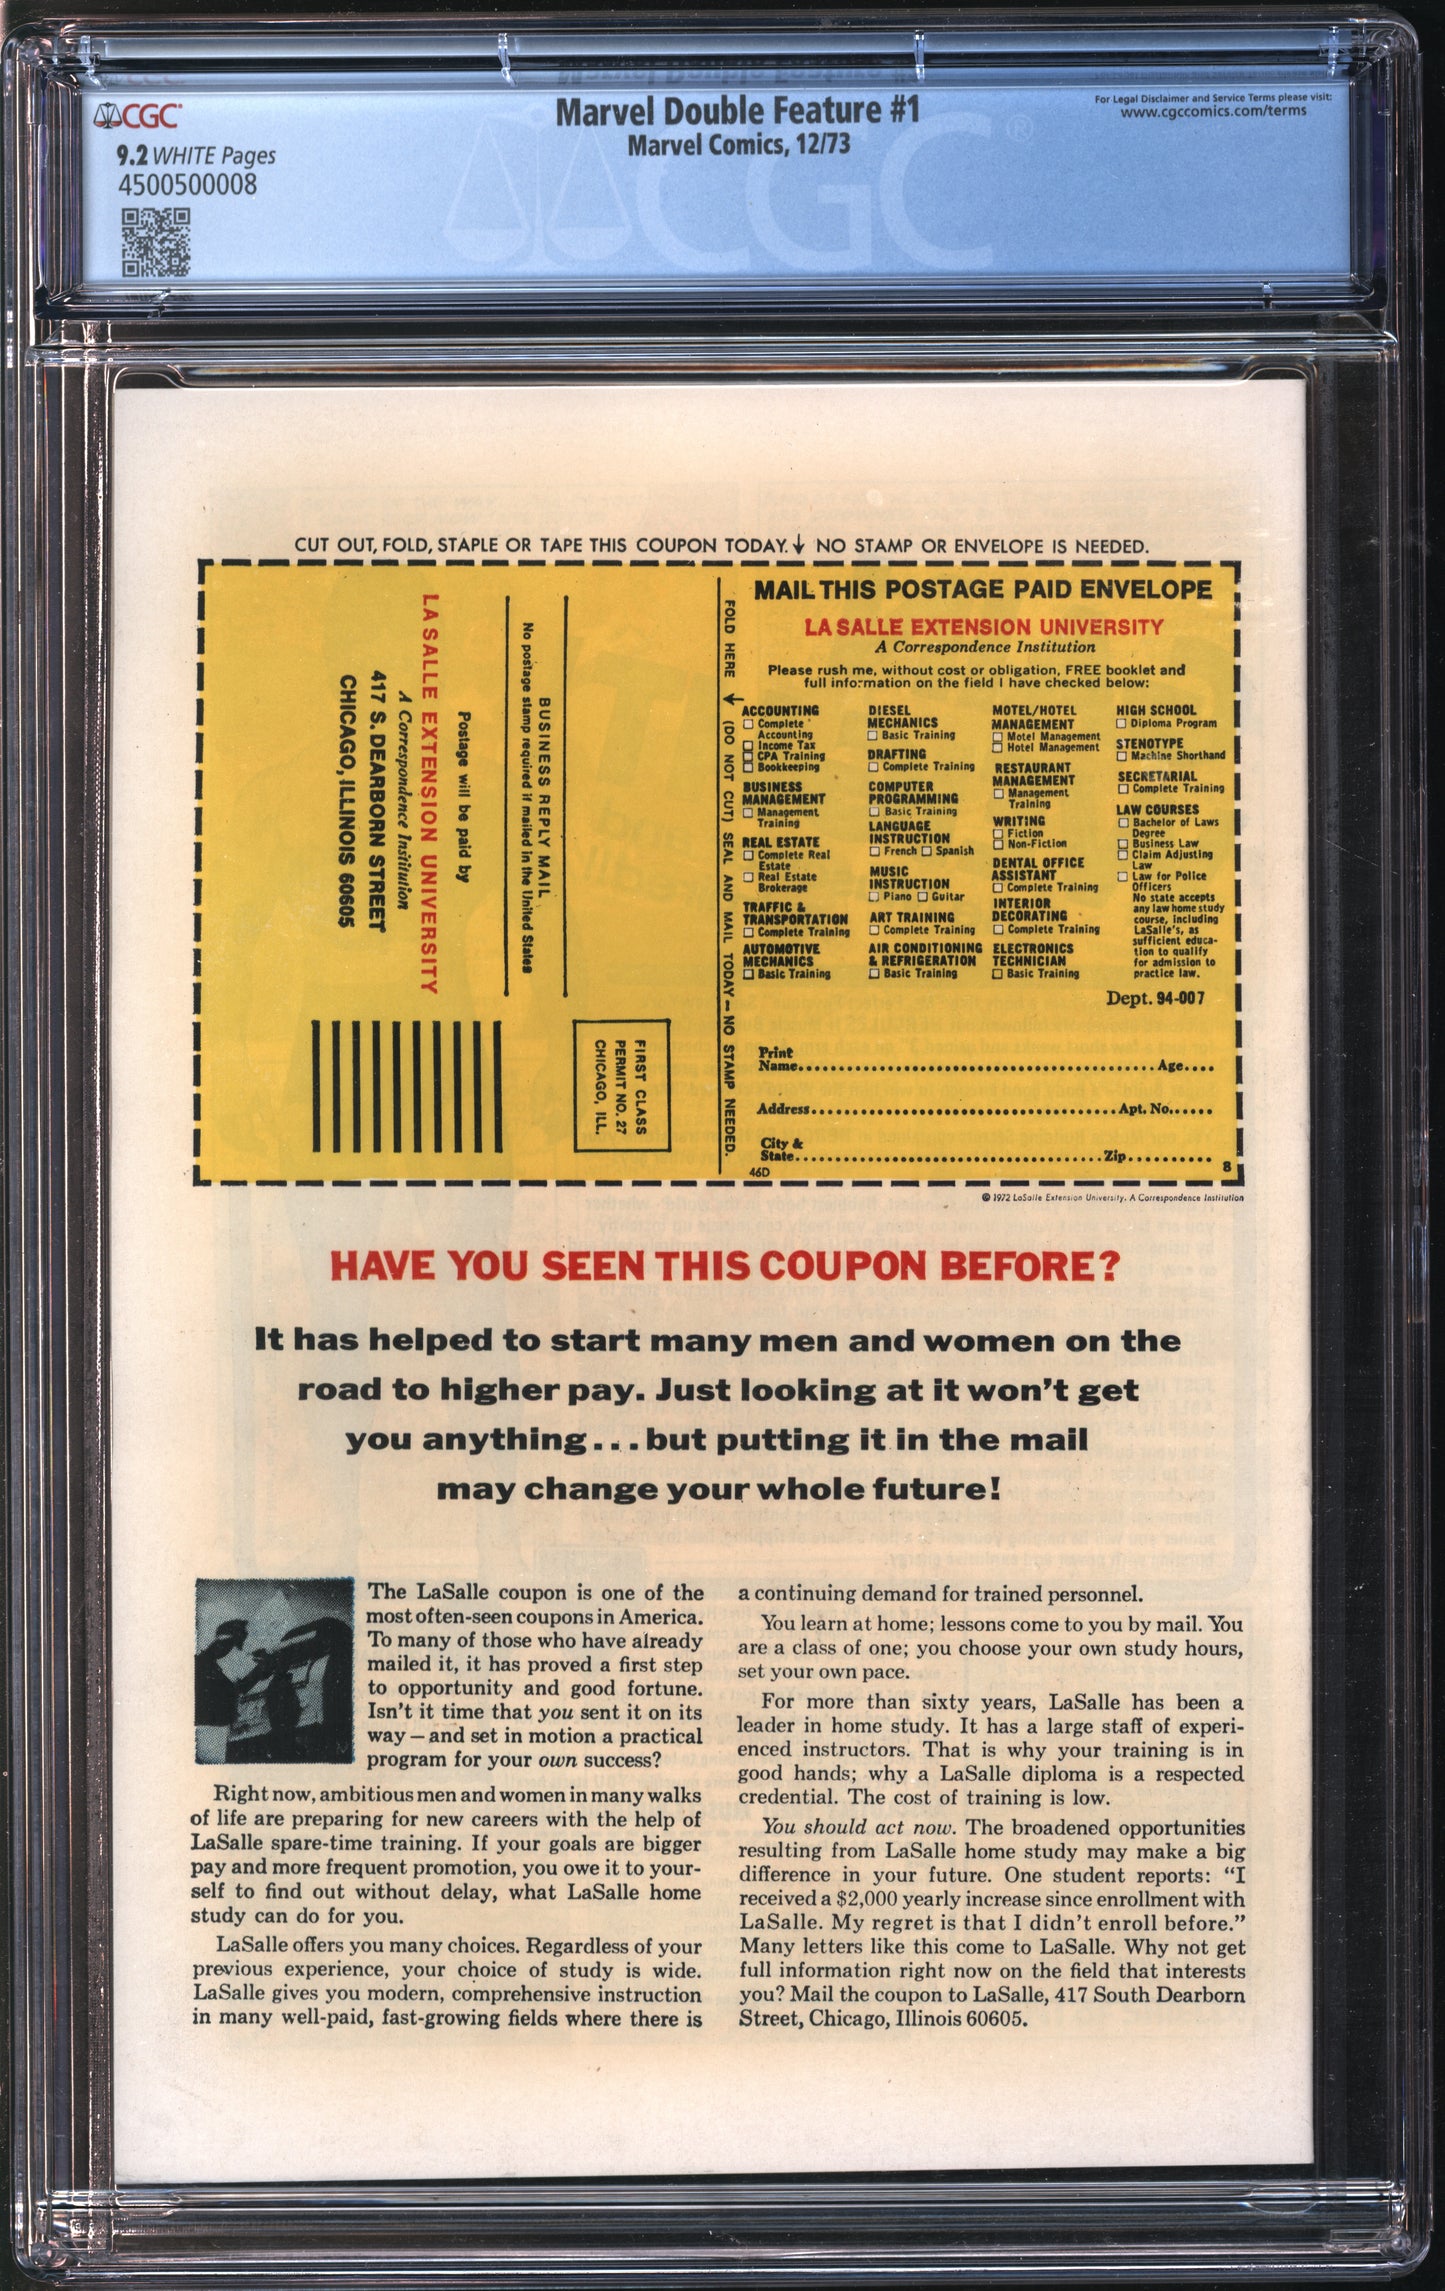 CGC
Marvel Double Feature #1
Marvel Comics, 12/73
For Legal Disclaimer and Service Terms please visit:
www.cgccomics.com/terms
9.2 WHITE Pages
4500500008
CGC
CUT OUT, FOLD, STAPLE OR TAPE THIS COUPON TODAY. ↓ NO STAMP OR ENVELOPE IS NEEDED.
FIRST CLASS
PERMIT NO. 27
CHICAGO, ILL.
BUSINESS REPLY MAIL
No postage stamp required if mailed in the United States
Postage will be paid by
LA SALLE EXTENSION UNIVERSITY
A Correspondence Institution
417 S. DEARBORN STREET
CHICAGO, ILLINOIS 60605
FOLD HERE ↓ (DO NOT CUT) SEAL AND MAIL TODAY — NO STAMP NEEDED.
MAIL THIS POSTAGE PAID ENVELOPE
LA SALLE EXTENSION UNIVERSITY
A Correspondence Institution
Please rush me, without cost or obligation, FREE booklet and
full information on the field I have checked below:
ACCOUNTING
☐ Complete
Accounting
☐ Income Tax
☐ CPA Training
☐ Bookkeeping
BUSINESS
MANAGEMENT
☐ Management
Training
REAL ESTATE
☐ Complete Real
Estate
☐ Real Estate
Brokerage
TRAFFIC &
TRANSPORTATION
☐ Complete Training
AUTOMOTIVE
MECHANICS
☐ Basic Training
DIESEL
MECHANICS
☐ Basic Training
DRAFTING
☐ Complete Training
COMPUTER
PROGRAMMING
☐ Basic Training
LANGUAGE
INSTRUCTION
☐ French ☐ Spanish
MUSIC
INSTRUCTION
☐ Piano ☐ Guitar
ART TRAINING
☐ Complete Training
AIR CONDITIONING
& REFRIGERATION
☐ Basic Training
MOTEL/HOTEL
MANAGEMENT
☐ Motel Management
☐ Hotel Management
RESTAURANT
MANAGEMENT
☐ Management
Training
WRITING
☐ Fiction
☐ Non-Fiction
DENTAL OFFICE
ASSISTANT
☐ Complete Training
INTERIOR
DECORATING
☐ Complete Training
ELECTRONICS
TECHNICIAN
☐ Basic Training
HIGH SCHOOL
☐ Diploma Program
STENOTYPE
☐ Machine Shorthand
SECRETARIAL
☐ Complete Training
LAW COURSES
☐ Bachelor of Laws
Degree
☐ Business Law
☐ Claim Adjusting
Law
☐ Law for Police
Officers
No state accepts
any law home study
course, including
LaSalle's, as
sufficient educa-
tion to qualify
for admission to
practice law.
Dept. 94-007
Print
Name Age
Address Apt. No.
City &
State Zip
46D
8
© 1972 LaSalle Extension University. A Correspondence Institution
HAVE YOU SEEN THIS COUPON BEFORE?
It has helped to start many men and women on the
road to higher pay. Just looking at it won't get
you anything... but putting it in the mail
may change your whole future!
The LaSalle coupon is one of the
most often-seen coupons in America.
To many of those who have already
mailed it, it has proved a first step
to opportunity and good fortune.
Isn't it time that you sent it on its
way — and set in motion a practical
program for your own success?
Right now, ambitious men and women in many walks
of life are preparing for new careers with the help of
LaSalle spare-time training. If your goals are bigger
pay and more frequent promotion, you owe it to your-
self to find out without delay, what LaSalle home
study can do for you.
LaSalle offers you many choices. Regardless of your
previous experience, your choice of study is wide.
LaSalle gives you modern, comprehensive instruction
in many well-paid, fast-growing fields where there is
a continuing demand for trained personnel.
You learn at home; lessons come to you by mail. You
are a class of one; you choose your own study hours,
set your own pace.
For more than sixty years, LaSalle has been a
leader in home study. It has a large staff of experi-
enced instructors. That is why your training is in
good hands; why a LaSalle diploma is a respected
credential. The cost of training is low.
You should act now. The broadened opportunities
resulting from LaSalle home study may make a big
difference in your future. One student reports: "I
received a $2,000 yearly increase since enrollment with
LaSalle. My regret is that I didn't enroll before."
Many letters like this come to LaSalle. Why not get
full information right now on the field that interests
you? Mail the coupon to LaSalle, 417 South Dearborn
Street, Chicago, Illinois 60605.